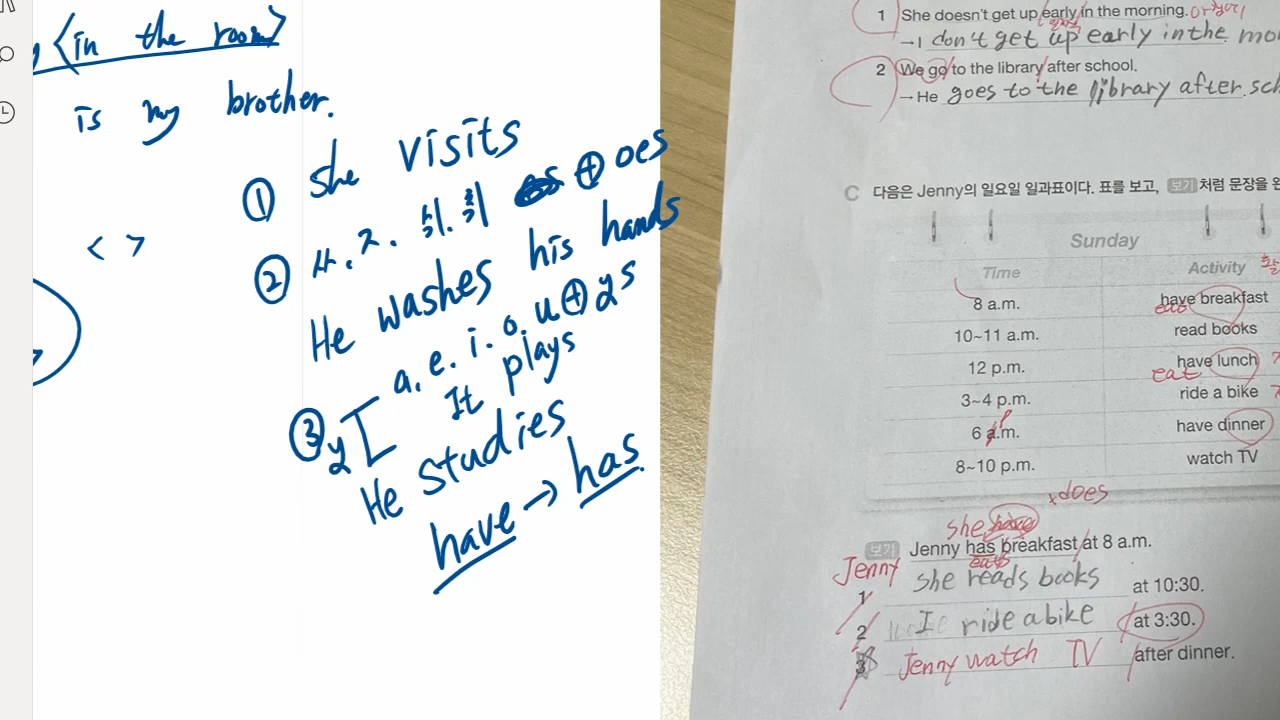 <in the room>
is my brother.
① she visits
② ㅆ.ㅈ.쉬.취 ⊕ oes
He washes his hands
a. e. i. o. u ⊕ ys
③ y It plays
He studies
have → has
< >
1 She doesn't get up early in the morning.
→ I don't get up early in the mo
2 We go to the library after school.
→ He goes to the library after sch
C 다음은 Jenny의 일요일 일과표이다. 표를 보고, 보기 처럼 문장을 완
Sunday
Time Activity
8 a.m. have breakfast
eat
10~11 a.m. read books
12 p.m. have lunch
eat
3~4 p.m. ride a bike
6 a.m. have dinner
p
8~10 p.m. watch TV
does
she have
보기 Jenny has breakfast at 8 a.m.
eats
Jenny
1 she reads books at 10:30.
2 I ride a bike at 3:30.
3 Jenny watch TV after dinner.